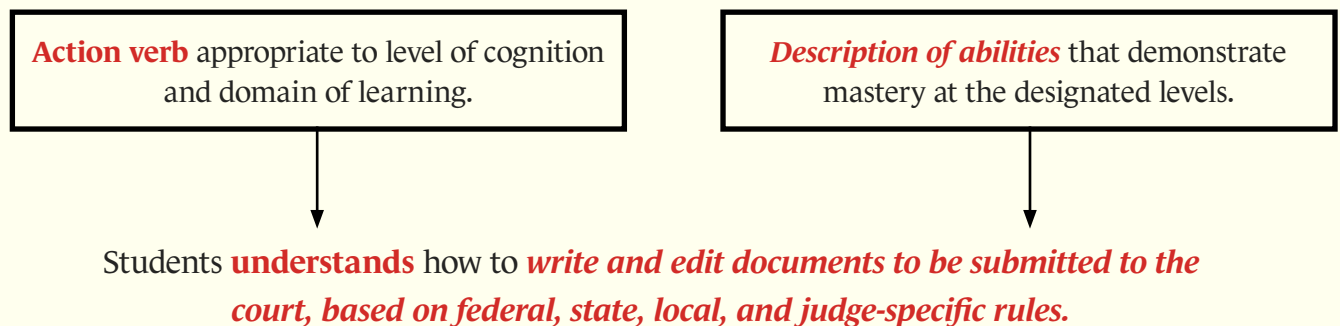 Action verb appropriate to level of cognition
and domain of learning.
Description of abilities that demonstrate
mastery at the designated levels.
Students understands how to write and edit documents to be submitted to the
court, based on federal, state, local, and judge-specific rules.